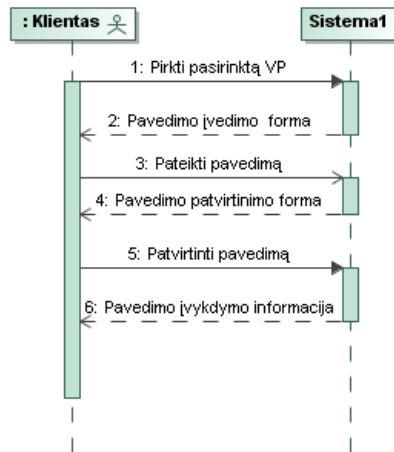 : Klientas
Sistema1
1: Pirkti pasirinktą VP
2: Pavedimo įvedimo forma
3: Pateikti pavedimą
4: Pavedimo patvirtinimo forma
5: Patvirtinti pavedimą
6: Pavedimo įvykdymo informacija